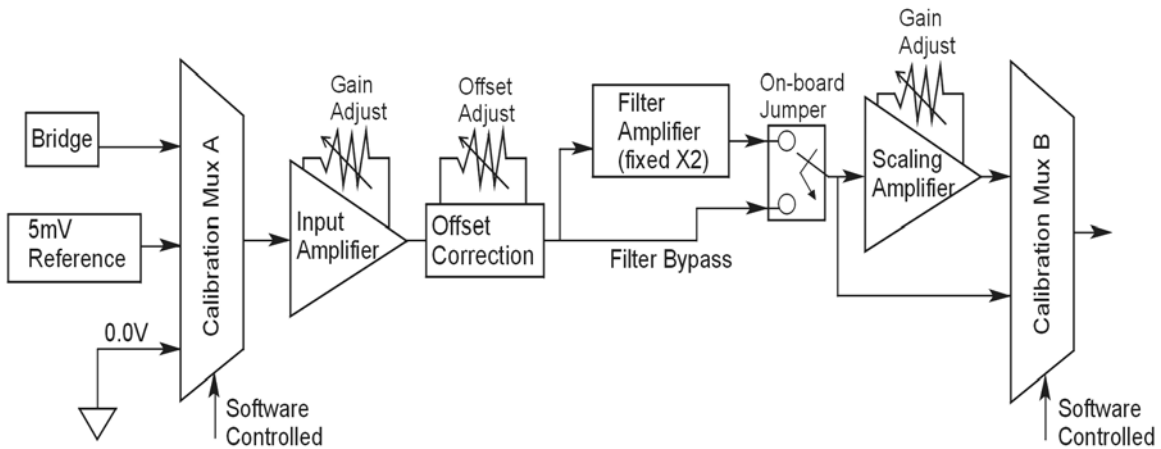 Bridge
5mV
Reference
0.0V
Calibration Mux A
Software
Controlled
Gain
Adjust
Input
Amplifier
Offset
Adjust
Offset
Correction
Filter
Amplifier
(fixed X2)
Filter Bypass
On-board
Jumper
Gain
Adjust
Scaling
Amplifier
Calibration Mux B
Software
Controlled